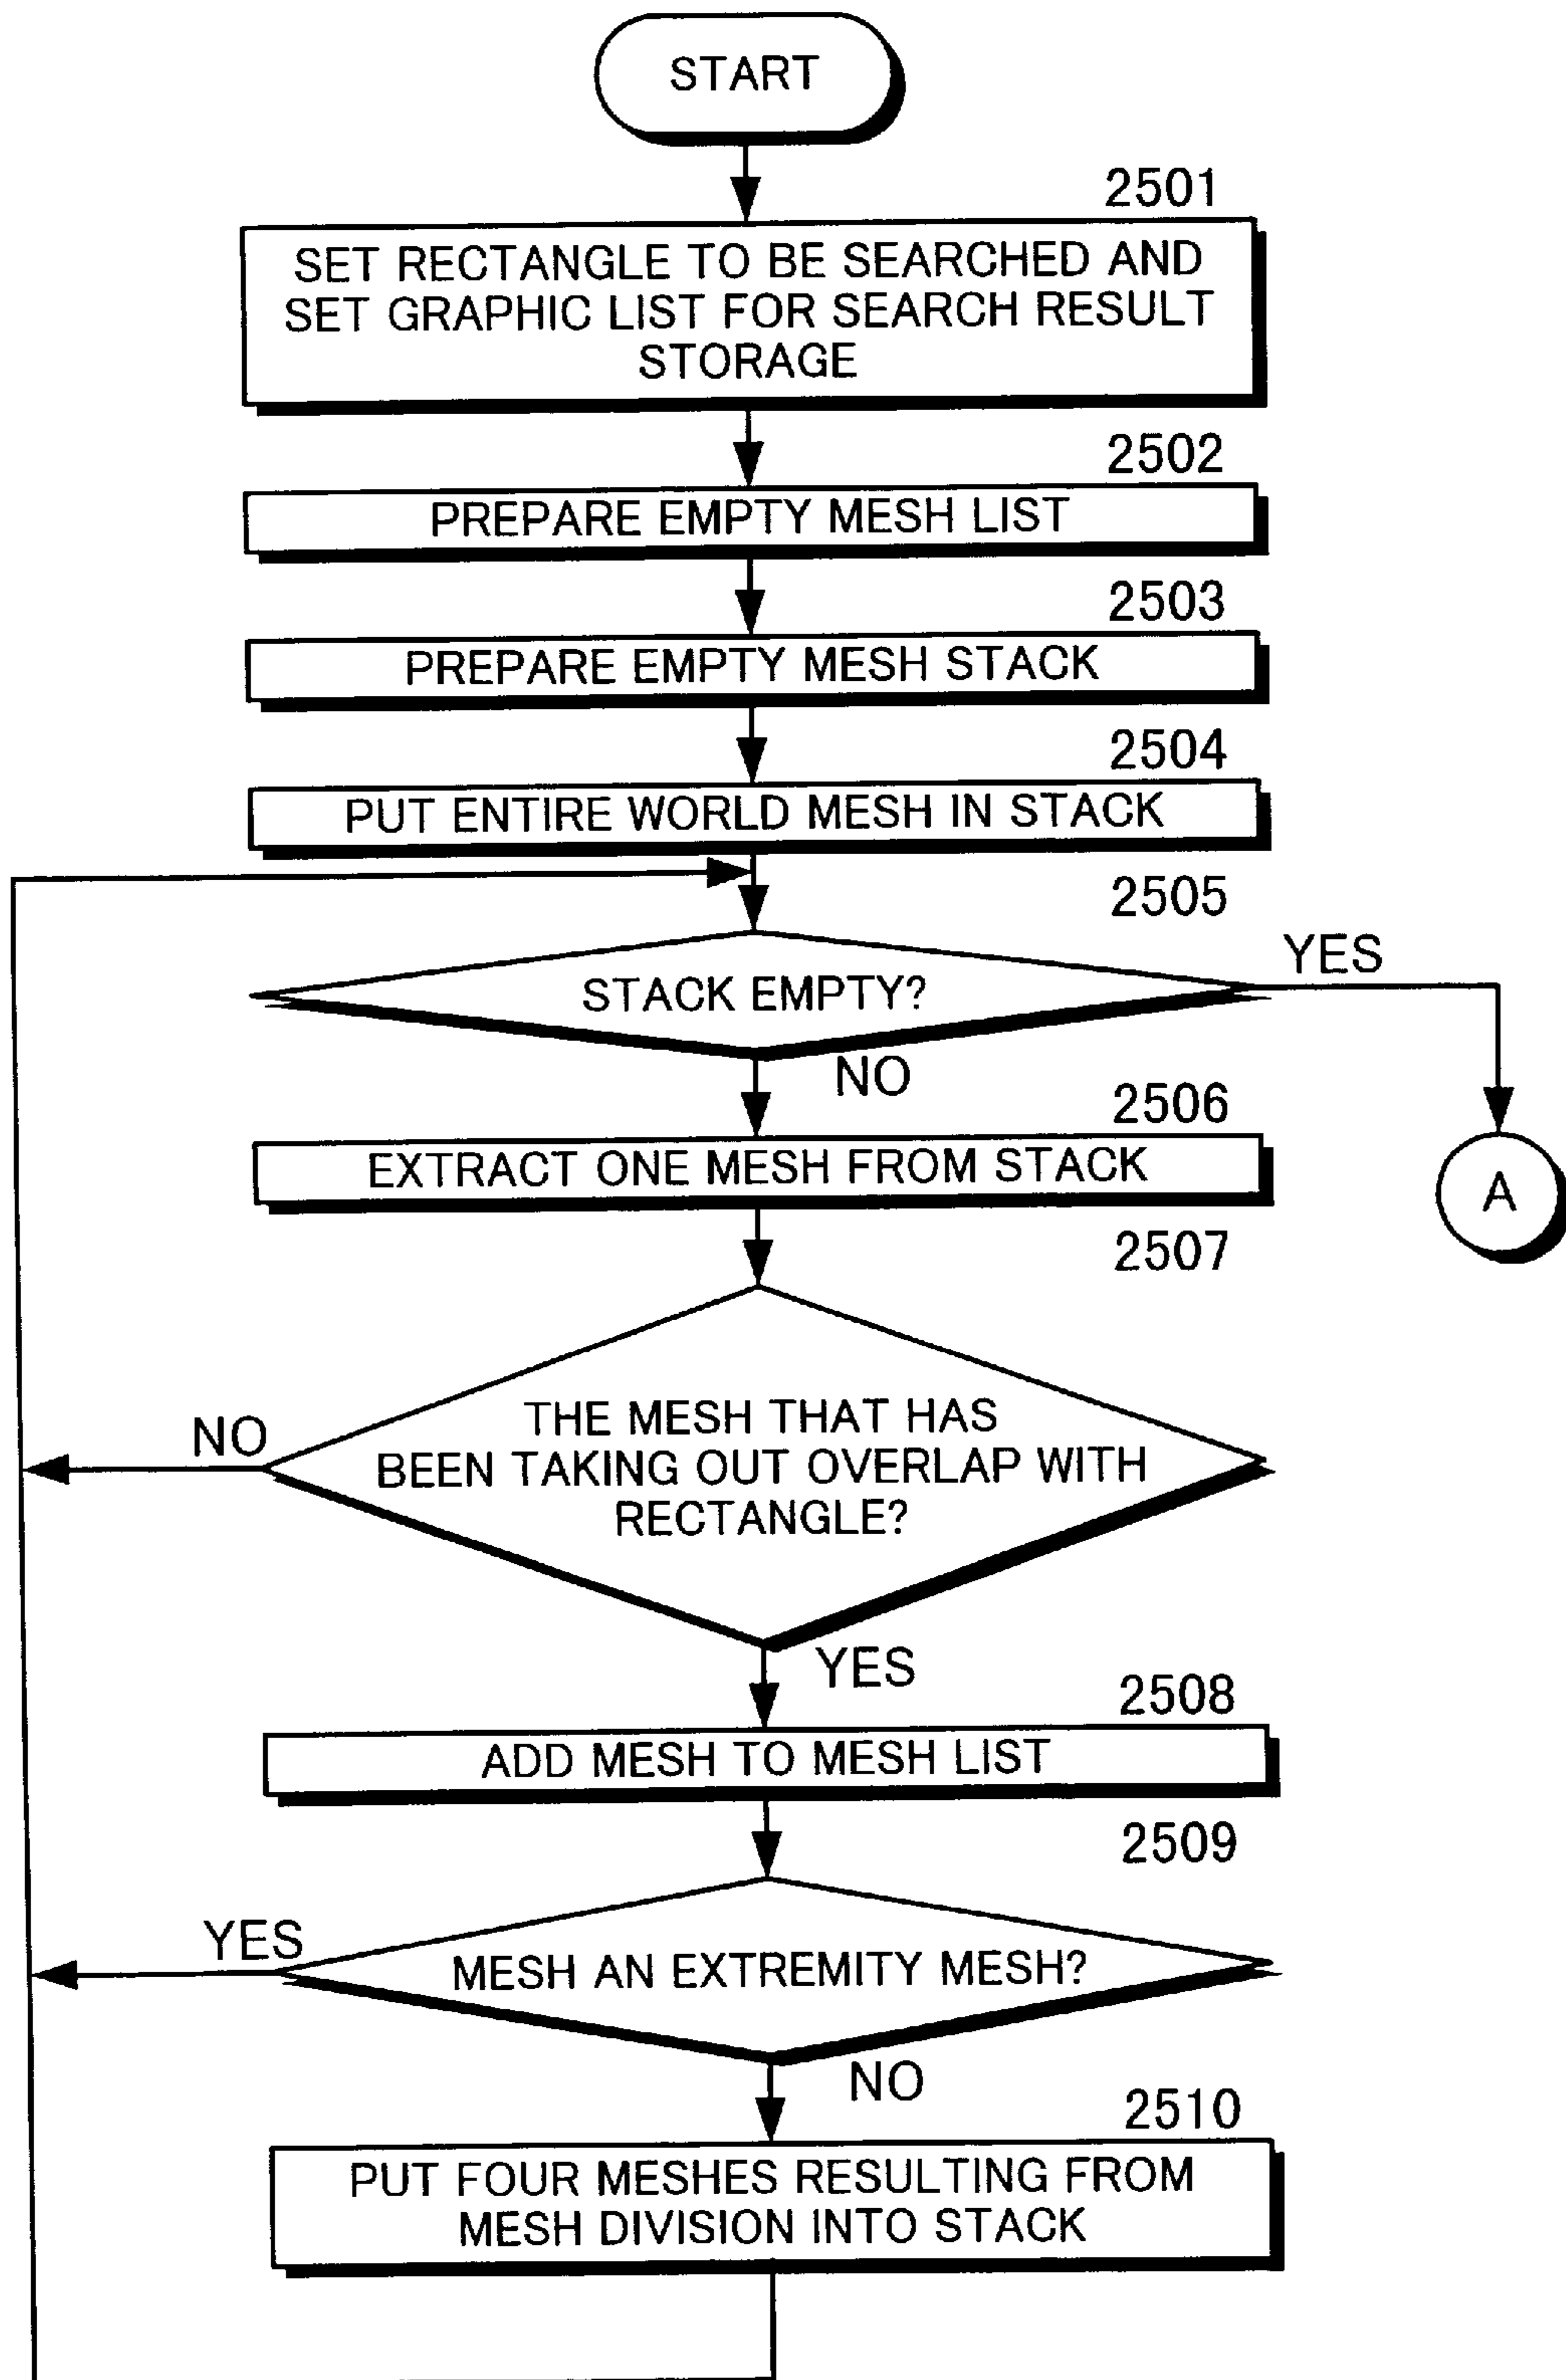 START
2501
SET RECTANGLE TO BE SEARCHED AND
SET GRAPHIC LIST FOR SEARCH RESULT
STORAGE
2502
PREPARE EMPTY MESH LIST
2503
PREPARE EMPTY MESH STACK
2504
PUT ENTIRE WORLD MESH IN STACK
2505
YES
STACK EMPTY?
NO
2506
EXTRACT ONE MESH FROM STACK
A
2507
NO
THE MESH THAT HAS
BEEN TAKING OUT OVERLAP WITH
RECTANGLE?
YES
2508
ADD MESH TO MESH LIST
2509
YES
MESH AN EXTREMITY MESH?
NO
2510
PUT FOUR MESHES RESULTING FROM
MESH DIVISION INTO STACK